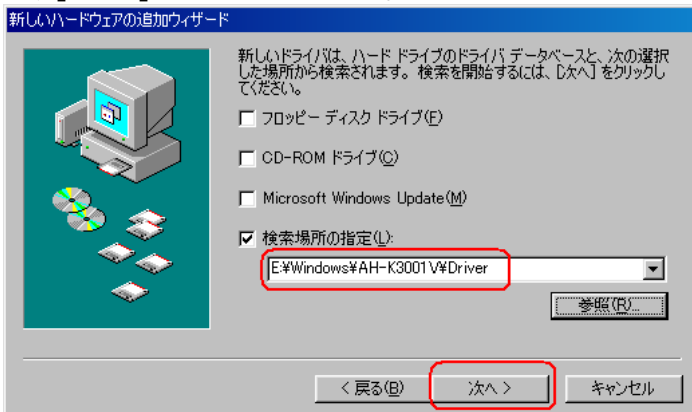 新しいハードウェアの追加ウィザード
新しいドライバは、ハード ドライブのドライバ データベースと、次の選択
した場所から検索されます。検索を開始するには、[次へ] をクリックし
てください。
フロッピー ディスク ドライブ(F)
CD-ROM ドライブ(C)
Microsoft Windows Update(M)
検索場所の指定(L):
E:¥Windows¥AH-K3001V¥Driver
参照(R)...
< 戻る(B)
次へ >
キャンセル